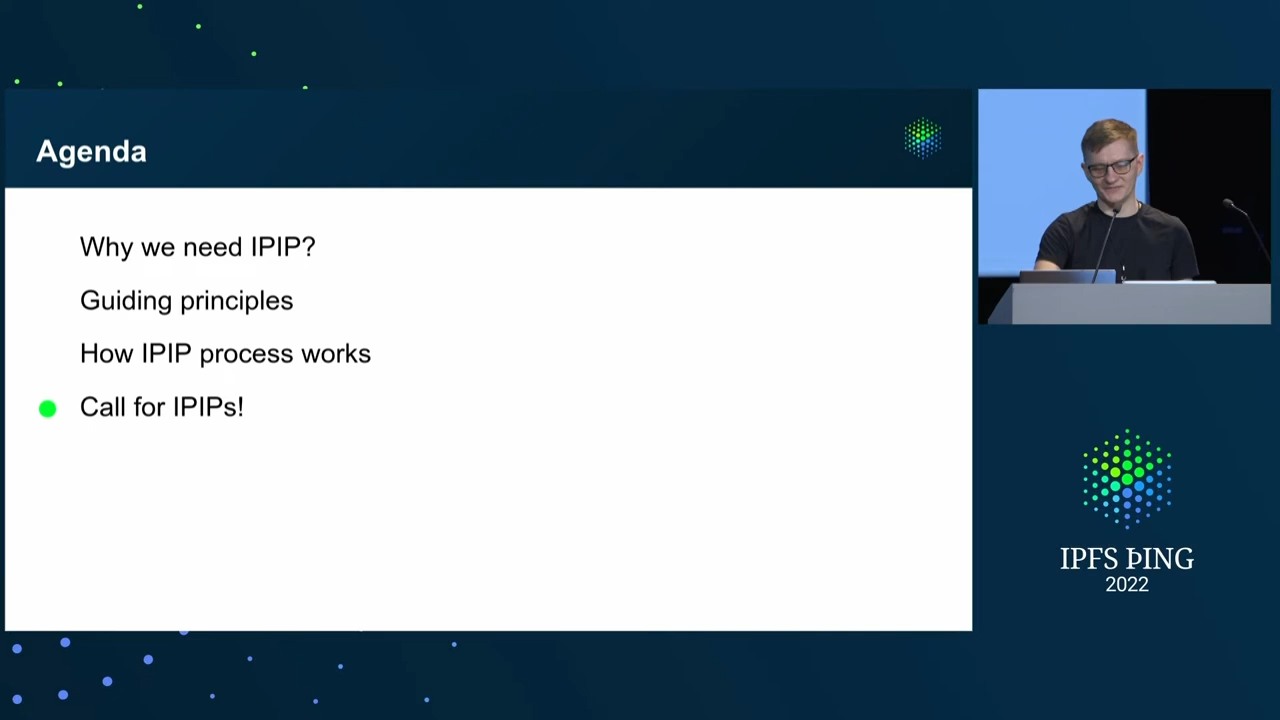 Agenda
Why we need IPIP?
Guiding principles
How IPIP process works
Call for IPIPs!
IPFS ÞING
2022